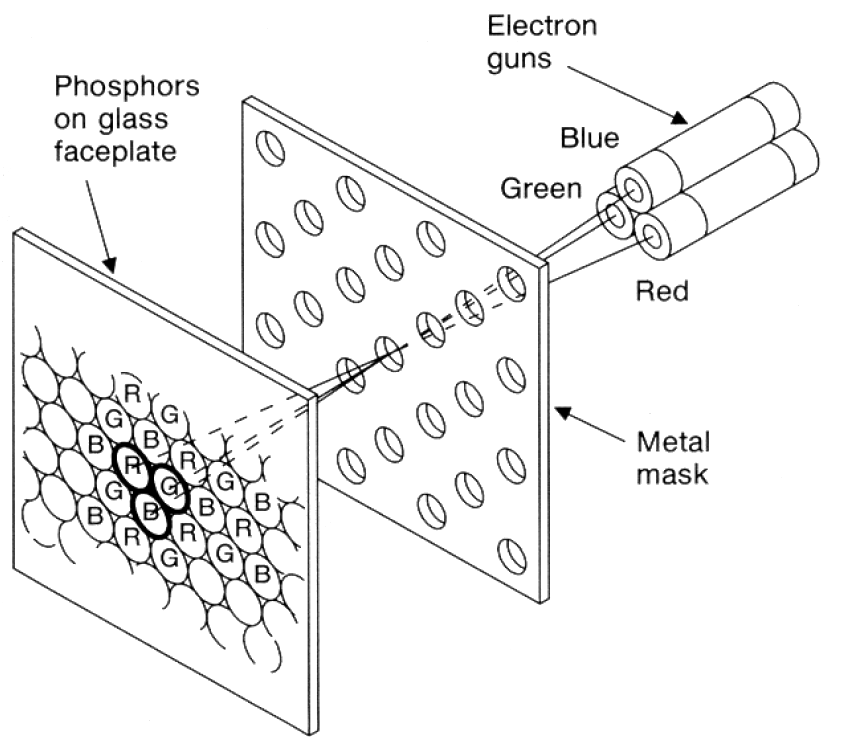 Electron
guns
Phosphors
on glass
faceplate
Blue
Green
Red
Metal
mask
R G
G B R G B
B R G B R
G B R G B
B R G